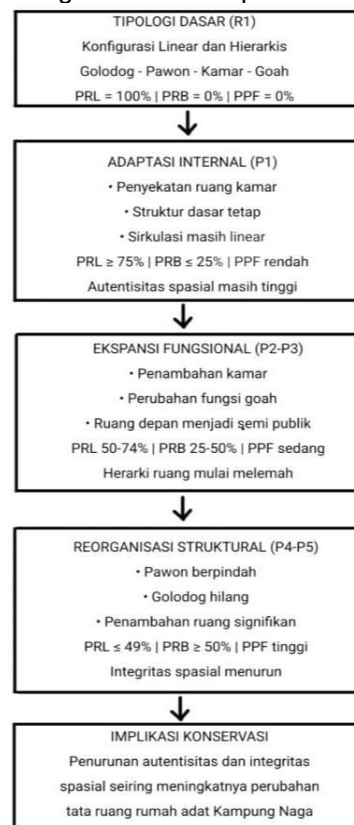 TIPOLOGI DASAR (R1)
Konfigurasi Linear dan Hierarkis
Golodog - Pawon - Kamar - Goah
PRL = 100% | PRB = 0% | PPF = 0%
ADAPTASI INTERNAL (P1)
• Penyekatan ruang kamar
• Struktur dasar tetap
• Sirkulasi masih linear
PRL ≥ 75% | PRB ≤ 25% | PPF rendah
Autentisitas spasial masih tinggi
EKSPANSI FUNGSIONAL (P2-P3)
• Penambahan kamar
• Perubahan fungsi goah
• Ruang depan menjadi semi publik
PRL 50-74% | PRB 25-50% | PPF sedang
Herarki ruang mulai melemah
REORGANISASI STRUKTURAL (P4-P5)
• Pawon berpindah
• Golodog hilang
• Penambahan ruang signifikan
PRL ≤ 49% | PRB ≥ 50% | PPF tinggi
Integritas spasial menurun
IMPLIKASI KONSERVASI
Penurunan autentisitas dan integritas
spasial seiring meningkatnya perubahan
tata ruang rumah adat Kampung Naga